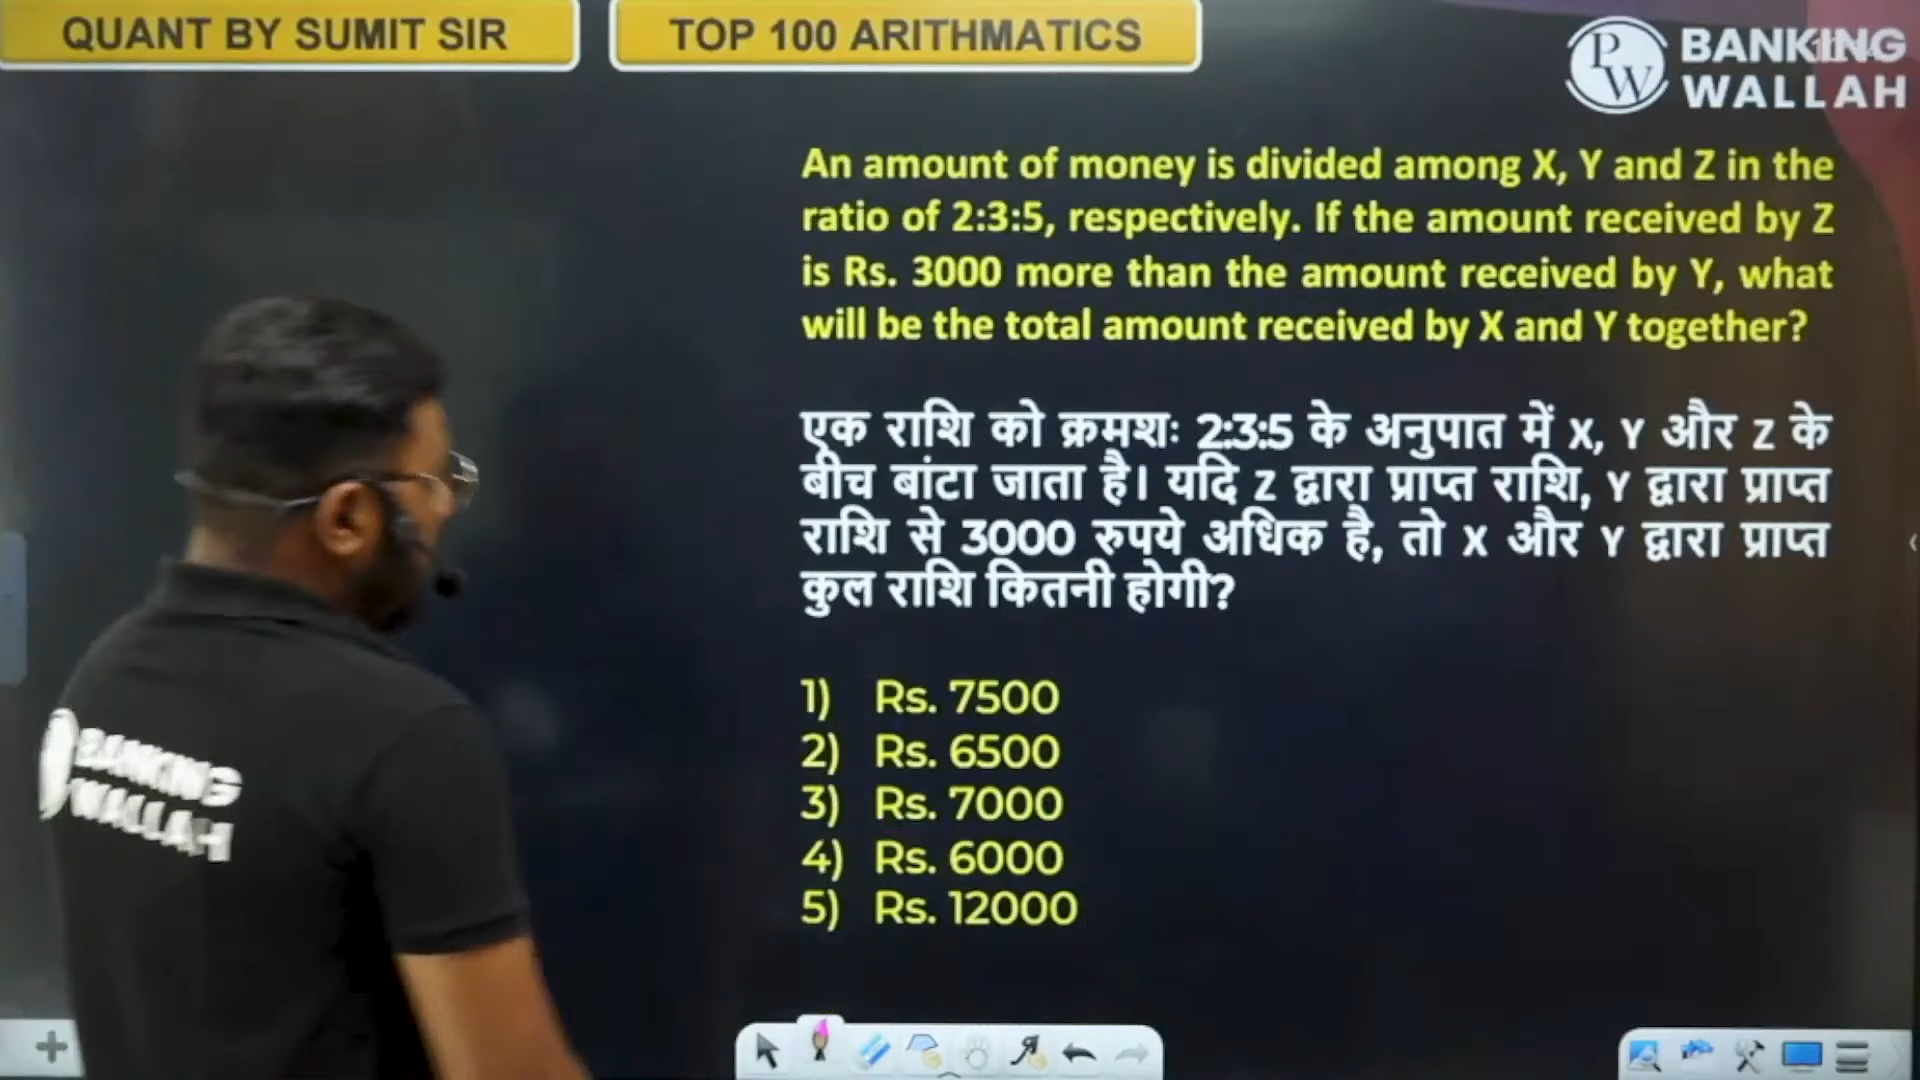 QUANT BY SUMIT SIR
TOP 100 ARITHMATICS
BANKING
WALLAH
An amount of money is divided among X, Y and Z in the
ratio of 2:3:5, respectively. If the amount received by Z
is Rs. 3000 more than the amount received by Y, what
will be the total amount received by X and Y together?
एक राशि को क्रमशः 2:3:5 के अनुपात में X, Y और Z के
बीच बांटा जाता है। यदि Z द्वारा प्राप्त राशि, Y द्वारा प्राप्त
राशि से 3000 रुपये अधिक है, तो X और Y द्वारा प्राप्त
कुल राशि कितनी होगी?
1) Rs. 7500
2) Rs. 6500
3) Rs. 7000
4) Rs. 6000
5) Rs. 12000
BANKING
WALLAH